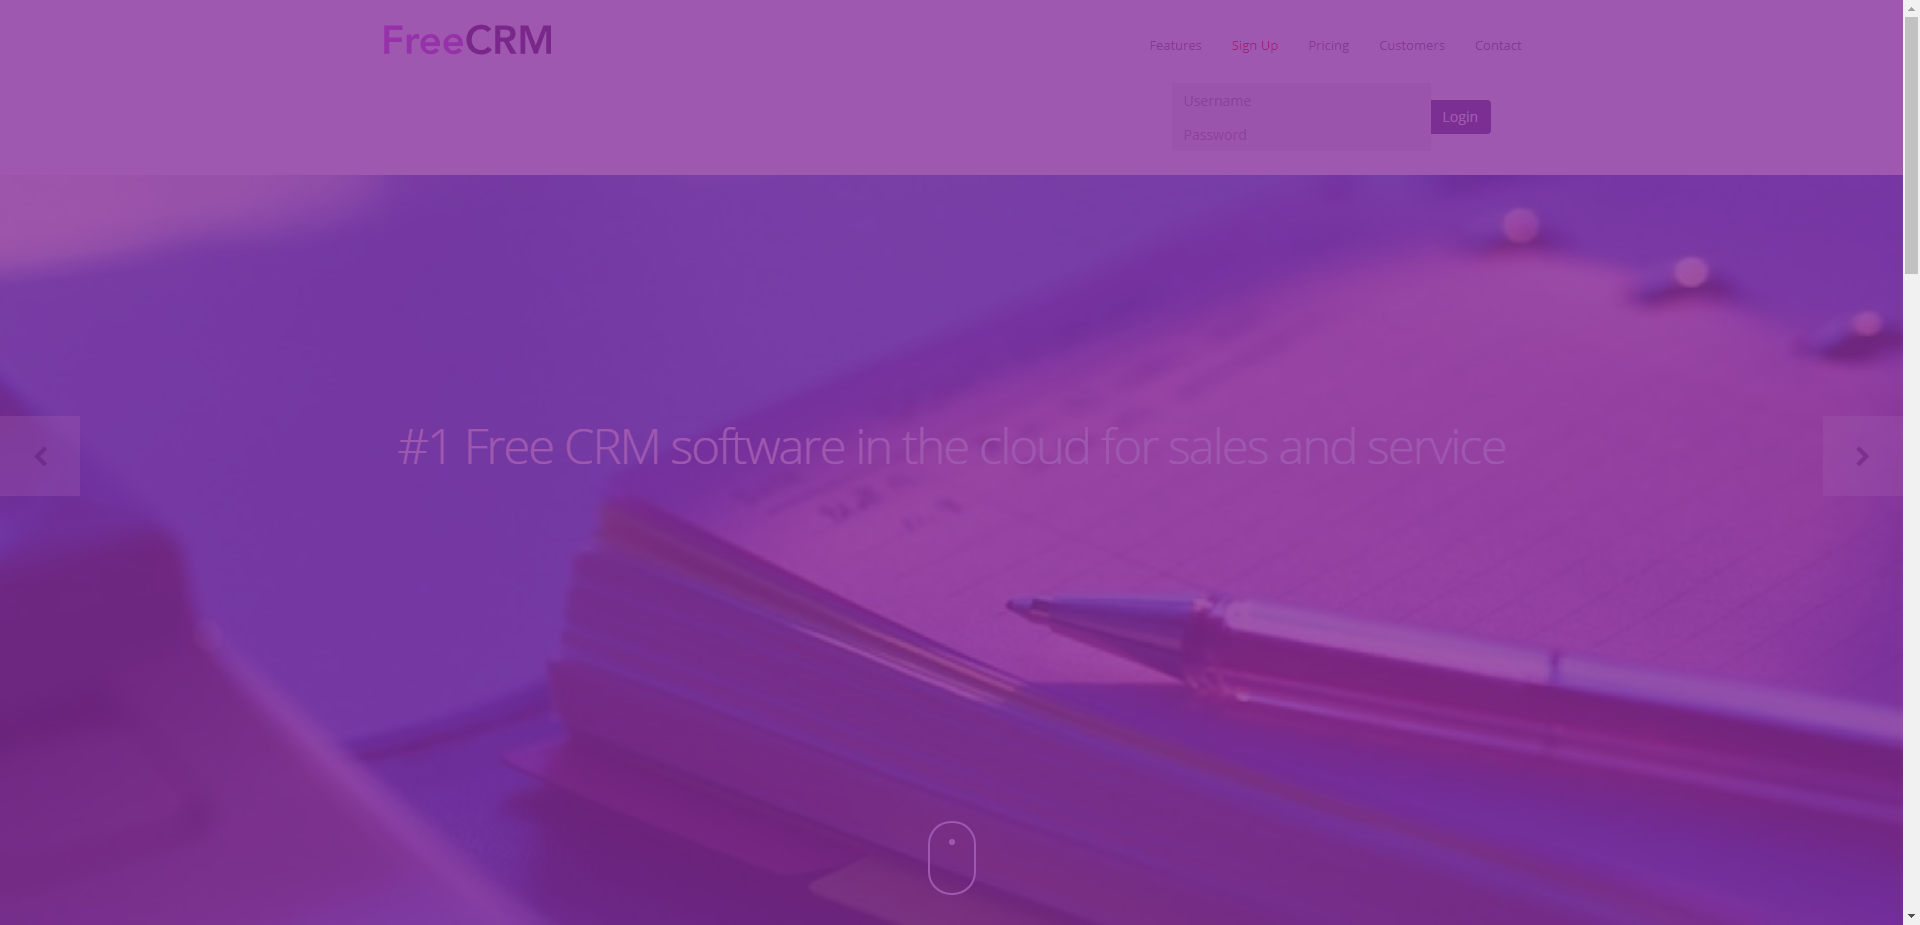 FreeCRM
Features Sign Up Pricing Customers Contact
Username
Login
Password
#1 Free CRM software in the cloud for sales and service